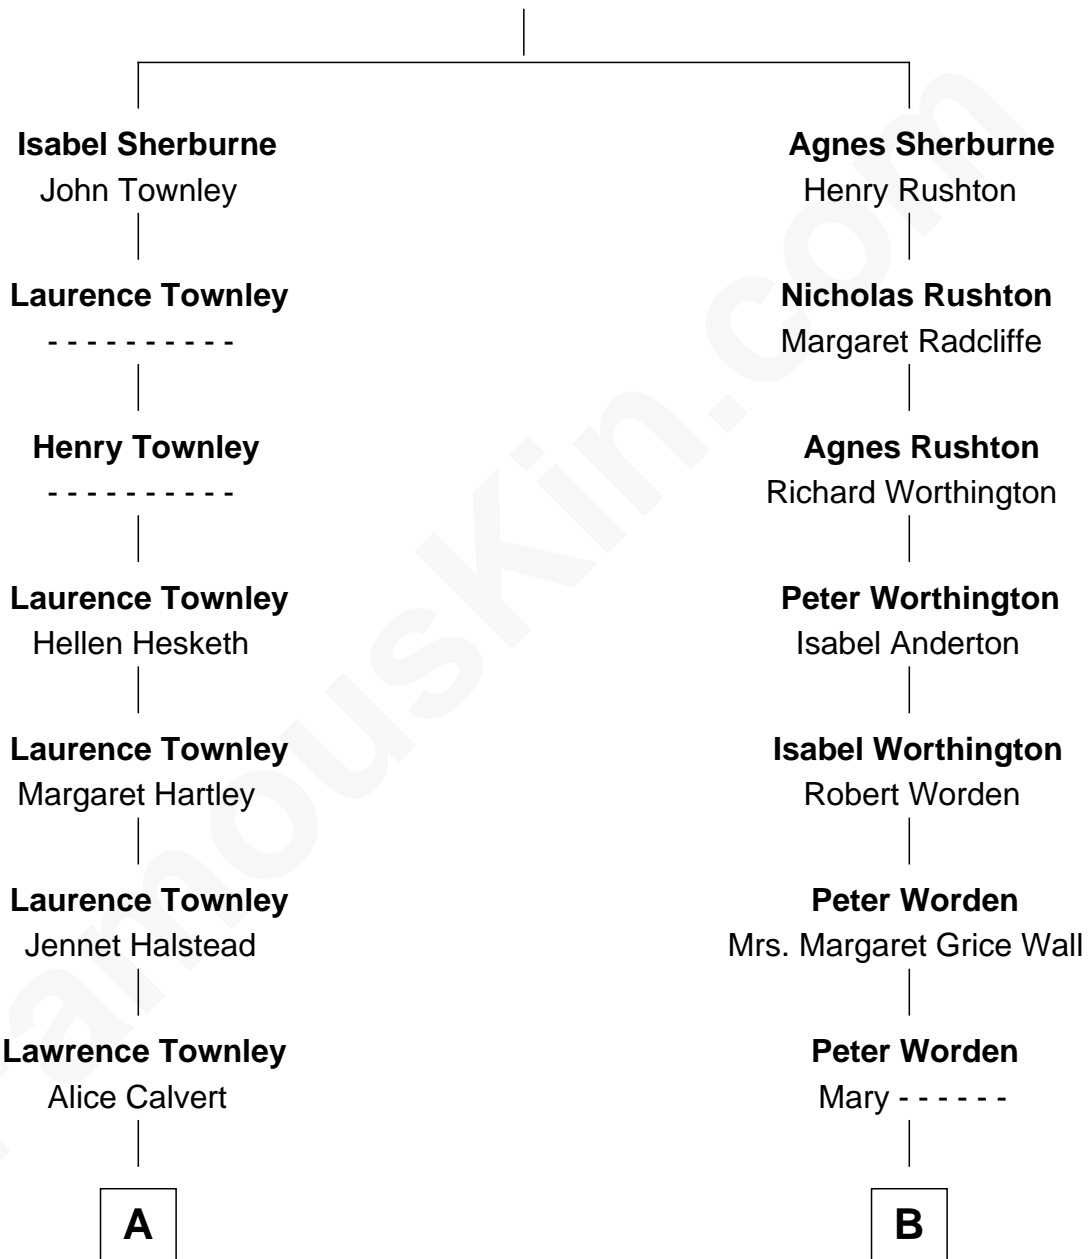 Isabel Sherburne
John Townley
Laurence Townley
- - - - - - - - - -
Henry Townley
- - - - - - - - - -
Laurence Townley
Hellen Hesketh
Laurence Townley
Margaret Hartley
Laurence Townley
Jennet Halstead
Lawrence Townley
Alice Calvert
A
Agnes Sherburne
Henry Rushton
Nicholas Rushton
Margaret Radcliffe
Agnes Rushton
Richard Worthington
Peter Worthington
Isabel Anderton
Isabel Worthington
Robert Worden
Peter Worden
Mrs. Margaret Grice Wall
Peter Worden
Mary - - - - - -
B
FamousKin.com